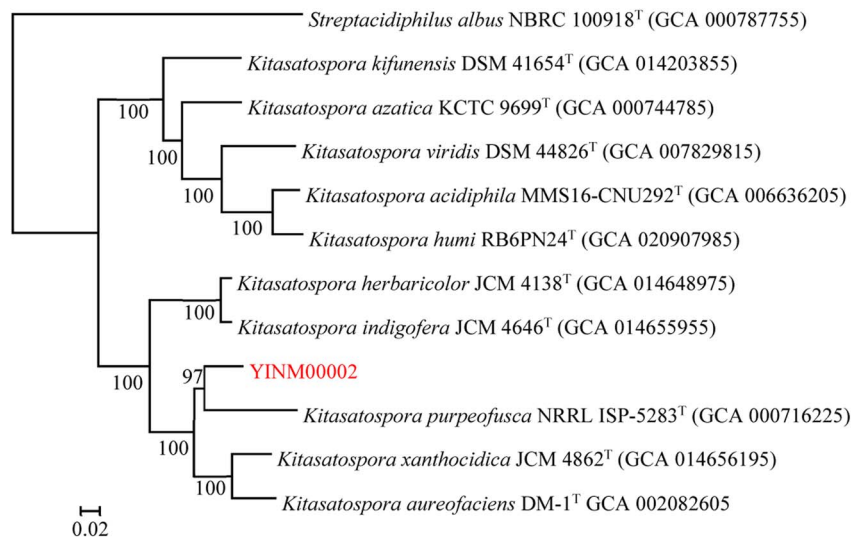 Streptacidiphilus albus NBRC 100918ᵀ (GCA 000787755)
Kitasatospora kifunensis DSM 41654ᵀ (GCA 014203855)
100
Kitasatospora azatica KCTC 9699ᵀ (GCA 000744785)
100
Kitasatospora viridis DSM 44826ᵀ (GCA 007829815)
100
Kitasatospora acidiphila MMS16-CNU292ᵀ (GCA 006636205)
100
Kitasatospora humi RB6PN24ᵀ (GCA 020907985)
Kitasatospora herbaricolor JCM 4138ᵀ (GCA 014648975)
100
Kitasatospora indigofera JCM 4646ᵀ (GCA 014655955)
97
YINM00002
100
Kitasatospora purpeofusca NRRL ISP-5283ᵀ (GCA 000716225)
100
Kitasatospora xanthocidica JCM 4862ᵀ (GCA 014656195)
100
Kitasatospora aureofaciens DM-1ᵀ GCA 002082605
0.02